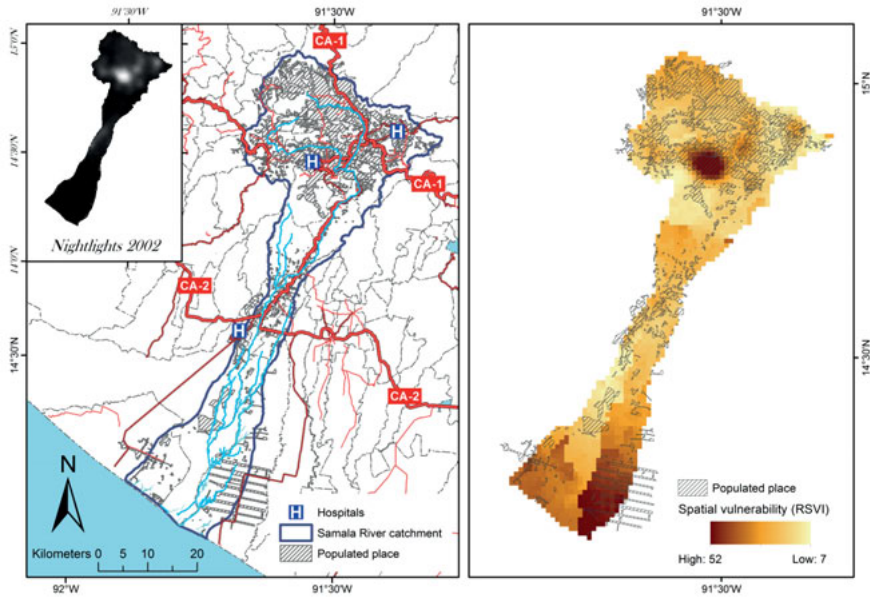 91°30'W
91°30'W
91°30'W
15°0'N
CA-1
H
H
15°N
14°30'N
CA-1
Nightlights 2002
CA-2
H
14°30'N
14°30'N
CA-2
N
Kilometers 0 5 10 20
H Hospitals
Samala River catchment
Populated place
Populated place
Spatial vulnerability (RSVI)
High: 52 Low: 7
92°W
91°30'W
91°30'W